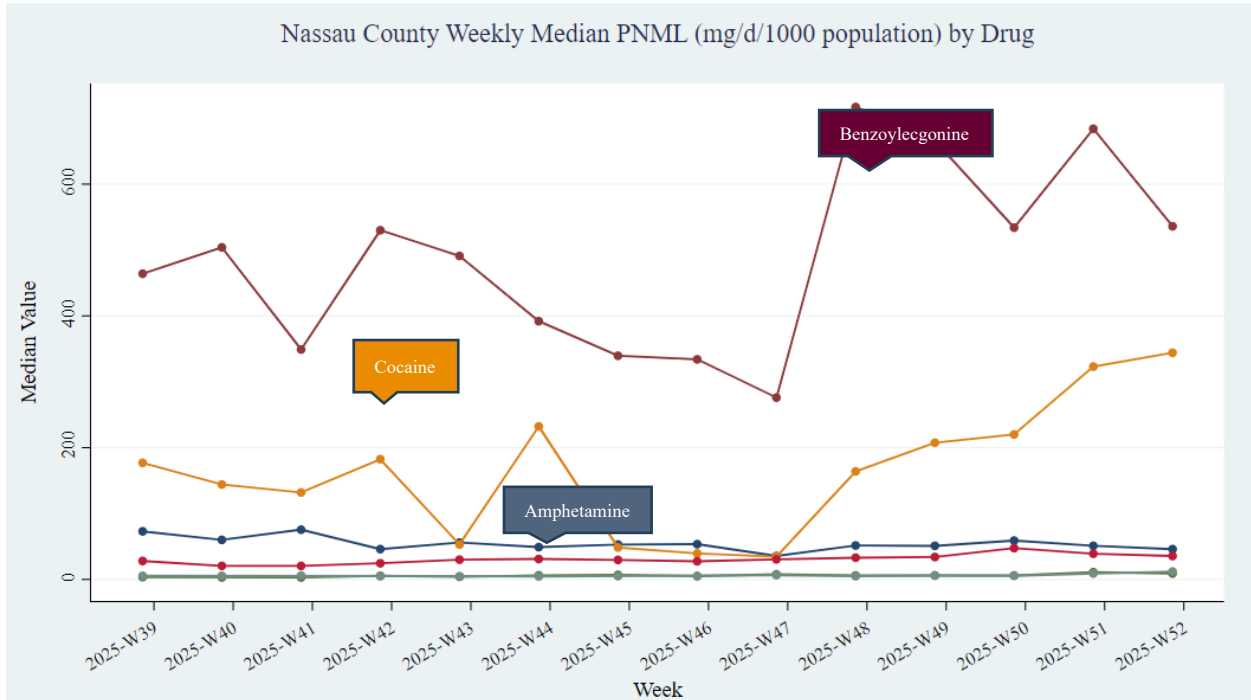 Nassau County Weekly Median PNML (mg/d/1000 population) by Drug
Benzoylecgonine
Cocaine
Amphetamine
Median Value
600
400
200
0
2025-W39
2025-W40
2025-W41
2025-W42
2025-W43
2025-W44
2025-W45
2025-W46
2025-W47
2025-W48
2025-W49
2025-W50
2025-W51
2025-W52
Week